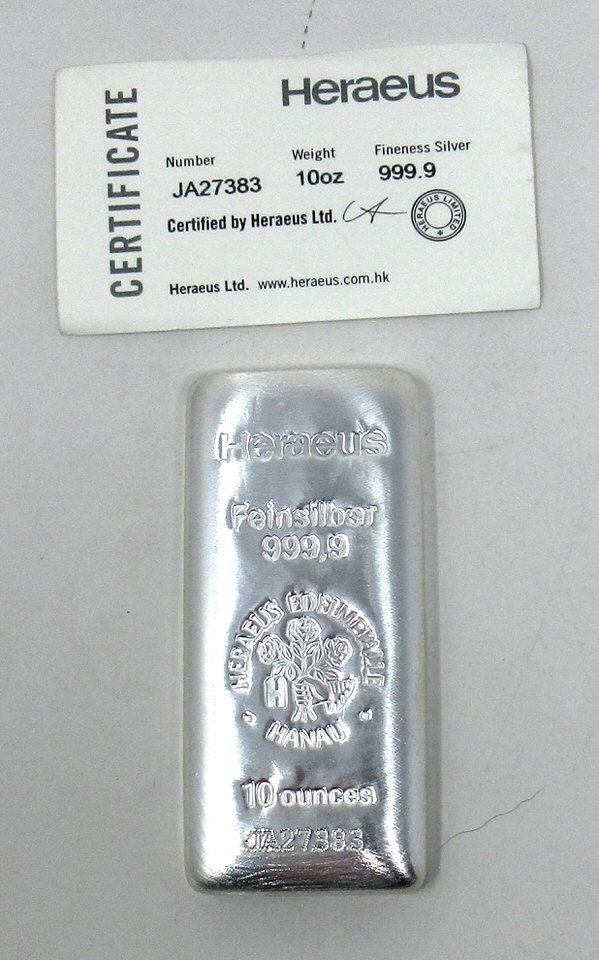 Heraeus
CERTIFICATE
Number Weight Fineness Silver
JA27383 10oz 999.9
Certified by Heraeus Ltd.
HERAEUS LIMITED
Heraeus Ltd. www.heraeus.com.hk
Heraeus
Feinsilber
999,9
HERAEUS EDELMETALLE
HANAU
H
10 ounces
JA27383